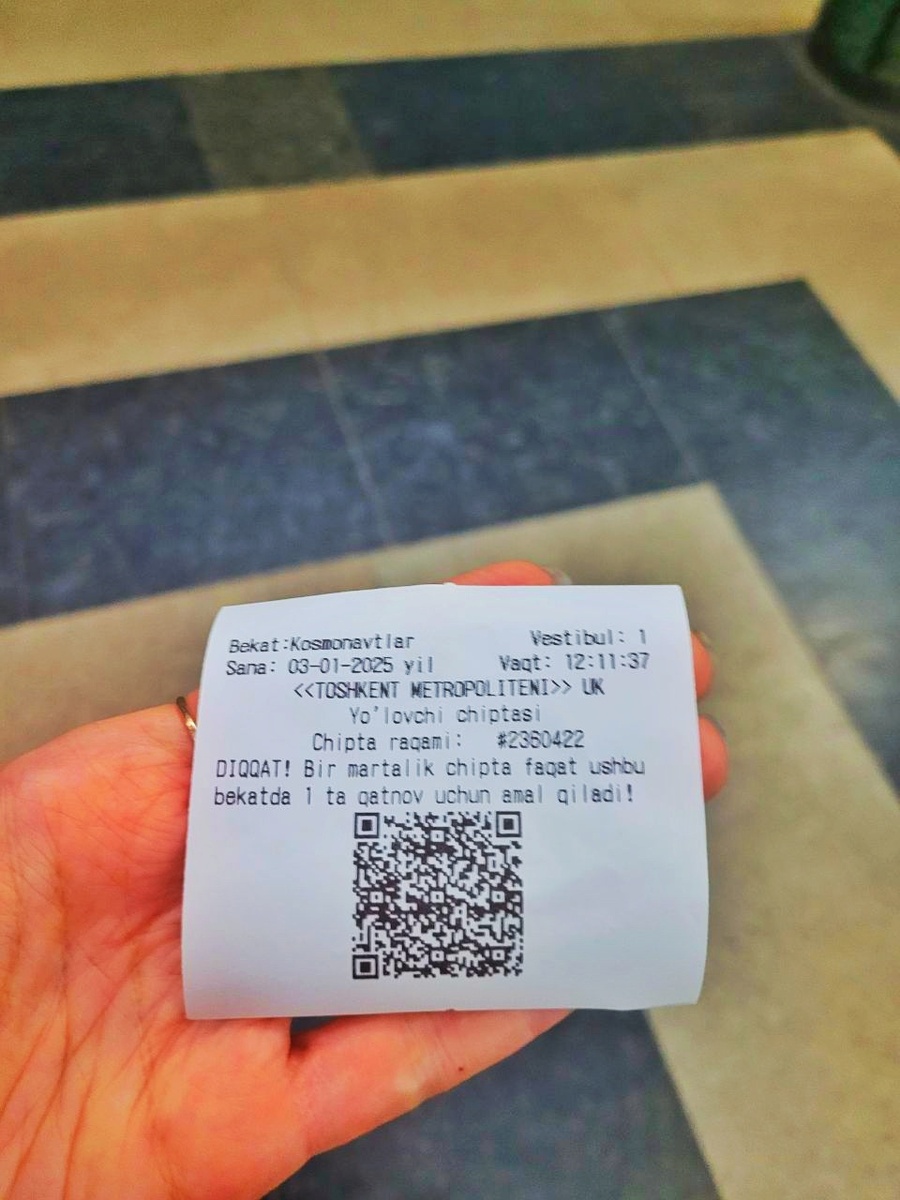 Bekat:Kosmonavtlar Vestibul: 1
Sana: 03-01-2025 yil Vaqt: 12:11:37
<<TOSHKENT METROPOLITENI>> UK
Yo'lovchi chiptasi
Chipta raqami: #2360422
DIQQAT! Bir martalik chipta faqat ushbu
bekatda 1 ta qatnov uchun amal qiladi!